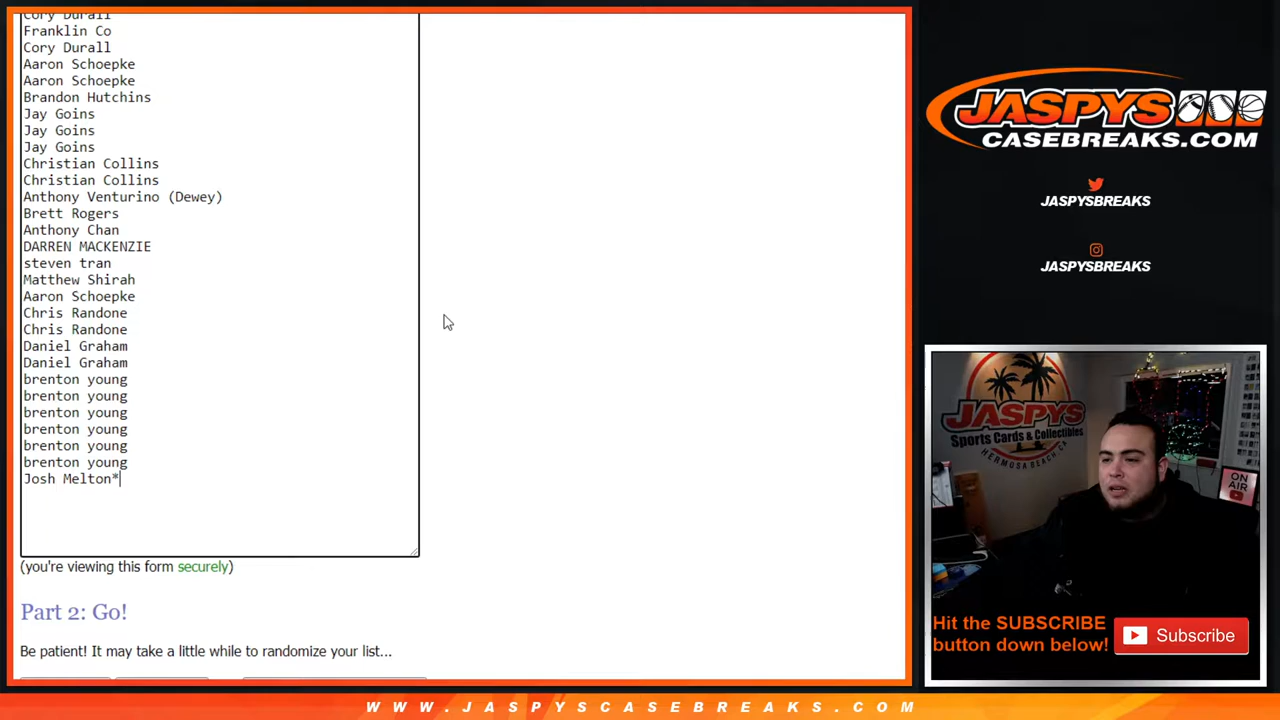 Cory Durall
Franklin Co
Cory Durall
Aaron Schoepke
Aaron Schoepke
Brandon Hutchins
Jay Goins
Jay Goins
Jay Goins
Christian Collins
Christian Collins
Anthony Venturino (Dewey)
Brett Rogers
Anthony Chan
DARREN MACKENZIE
steven tran
Matthew Shirah
Aaron Schoepke
Chris Randone
Chris Randone
Daniel Graham
Daniel Graham
brenton young
brenton young
brenton young
brenton young
brenton young
brenton young
Josh Melton*
(you're viewing this form securely)
Part 2: Go!
Be patient! It may take a little while to randomize your list...
JASPYS
CASEBREAKS.COM
JASPYSBREAKS
JASPYSBREAKS
JASPYS
Sports Cards & Collectibles
HERMOSA BEACH, CA
ON AIR
Hit the SUBSCRIBE
button down below!
Subscribe
WWW.JASPYSCASEBREAKS.COM